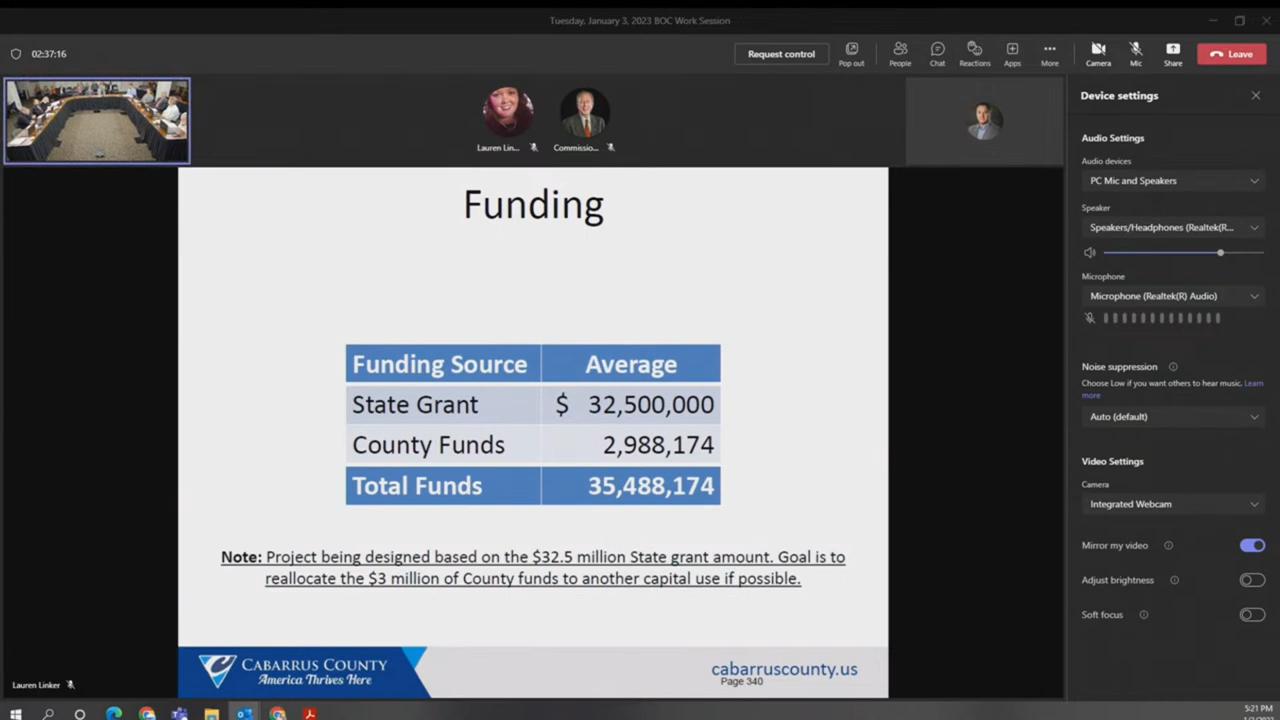 Tuesday, January 3, 2023 BOC Work Session
02:37:16
Request control
Pop out
People
Chat
Reactions
Apps
More
Camera
Mic
Share
Leave
Lauren Lin...
Commissio...
Funding
Funding Source Average
State Grant $ 32,500,000
County Funds 2,988,174
Total Funds 35,488,174
Note: Project being designed based on the $32.5 million State grant amount. Goal is to
reallocate the $3 million of County funds to another capital use if possible.
CABARRUS COUNTY
America Thrives Here
cabarruscounty.us
Page 340
Lauren Linker
Device settings
Audio Settings
Audio devices
PC Mic and Speakers
Speaker
Speakers/Headphones (Realtek(R...
Microphone
Microphone (Realtek(R) Audio)
Noise suppression
Choose Low if you want others to hear music. Learn
more
Auto (default)
Video Settings
Camera
Integrated Webcam
Mirror my video
Adjust brightness
Soft focus
5:21 PM